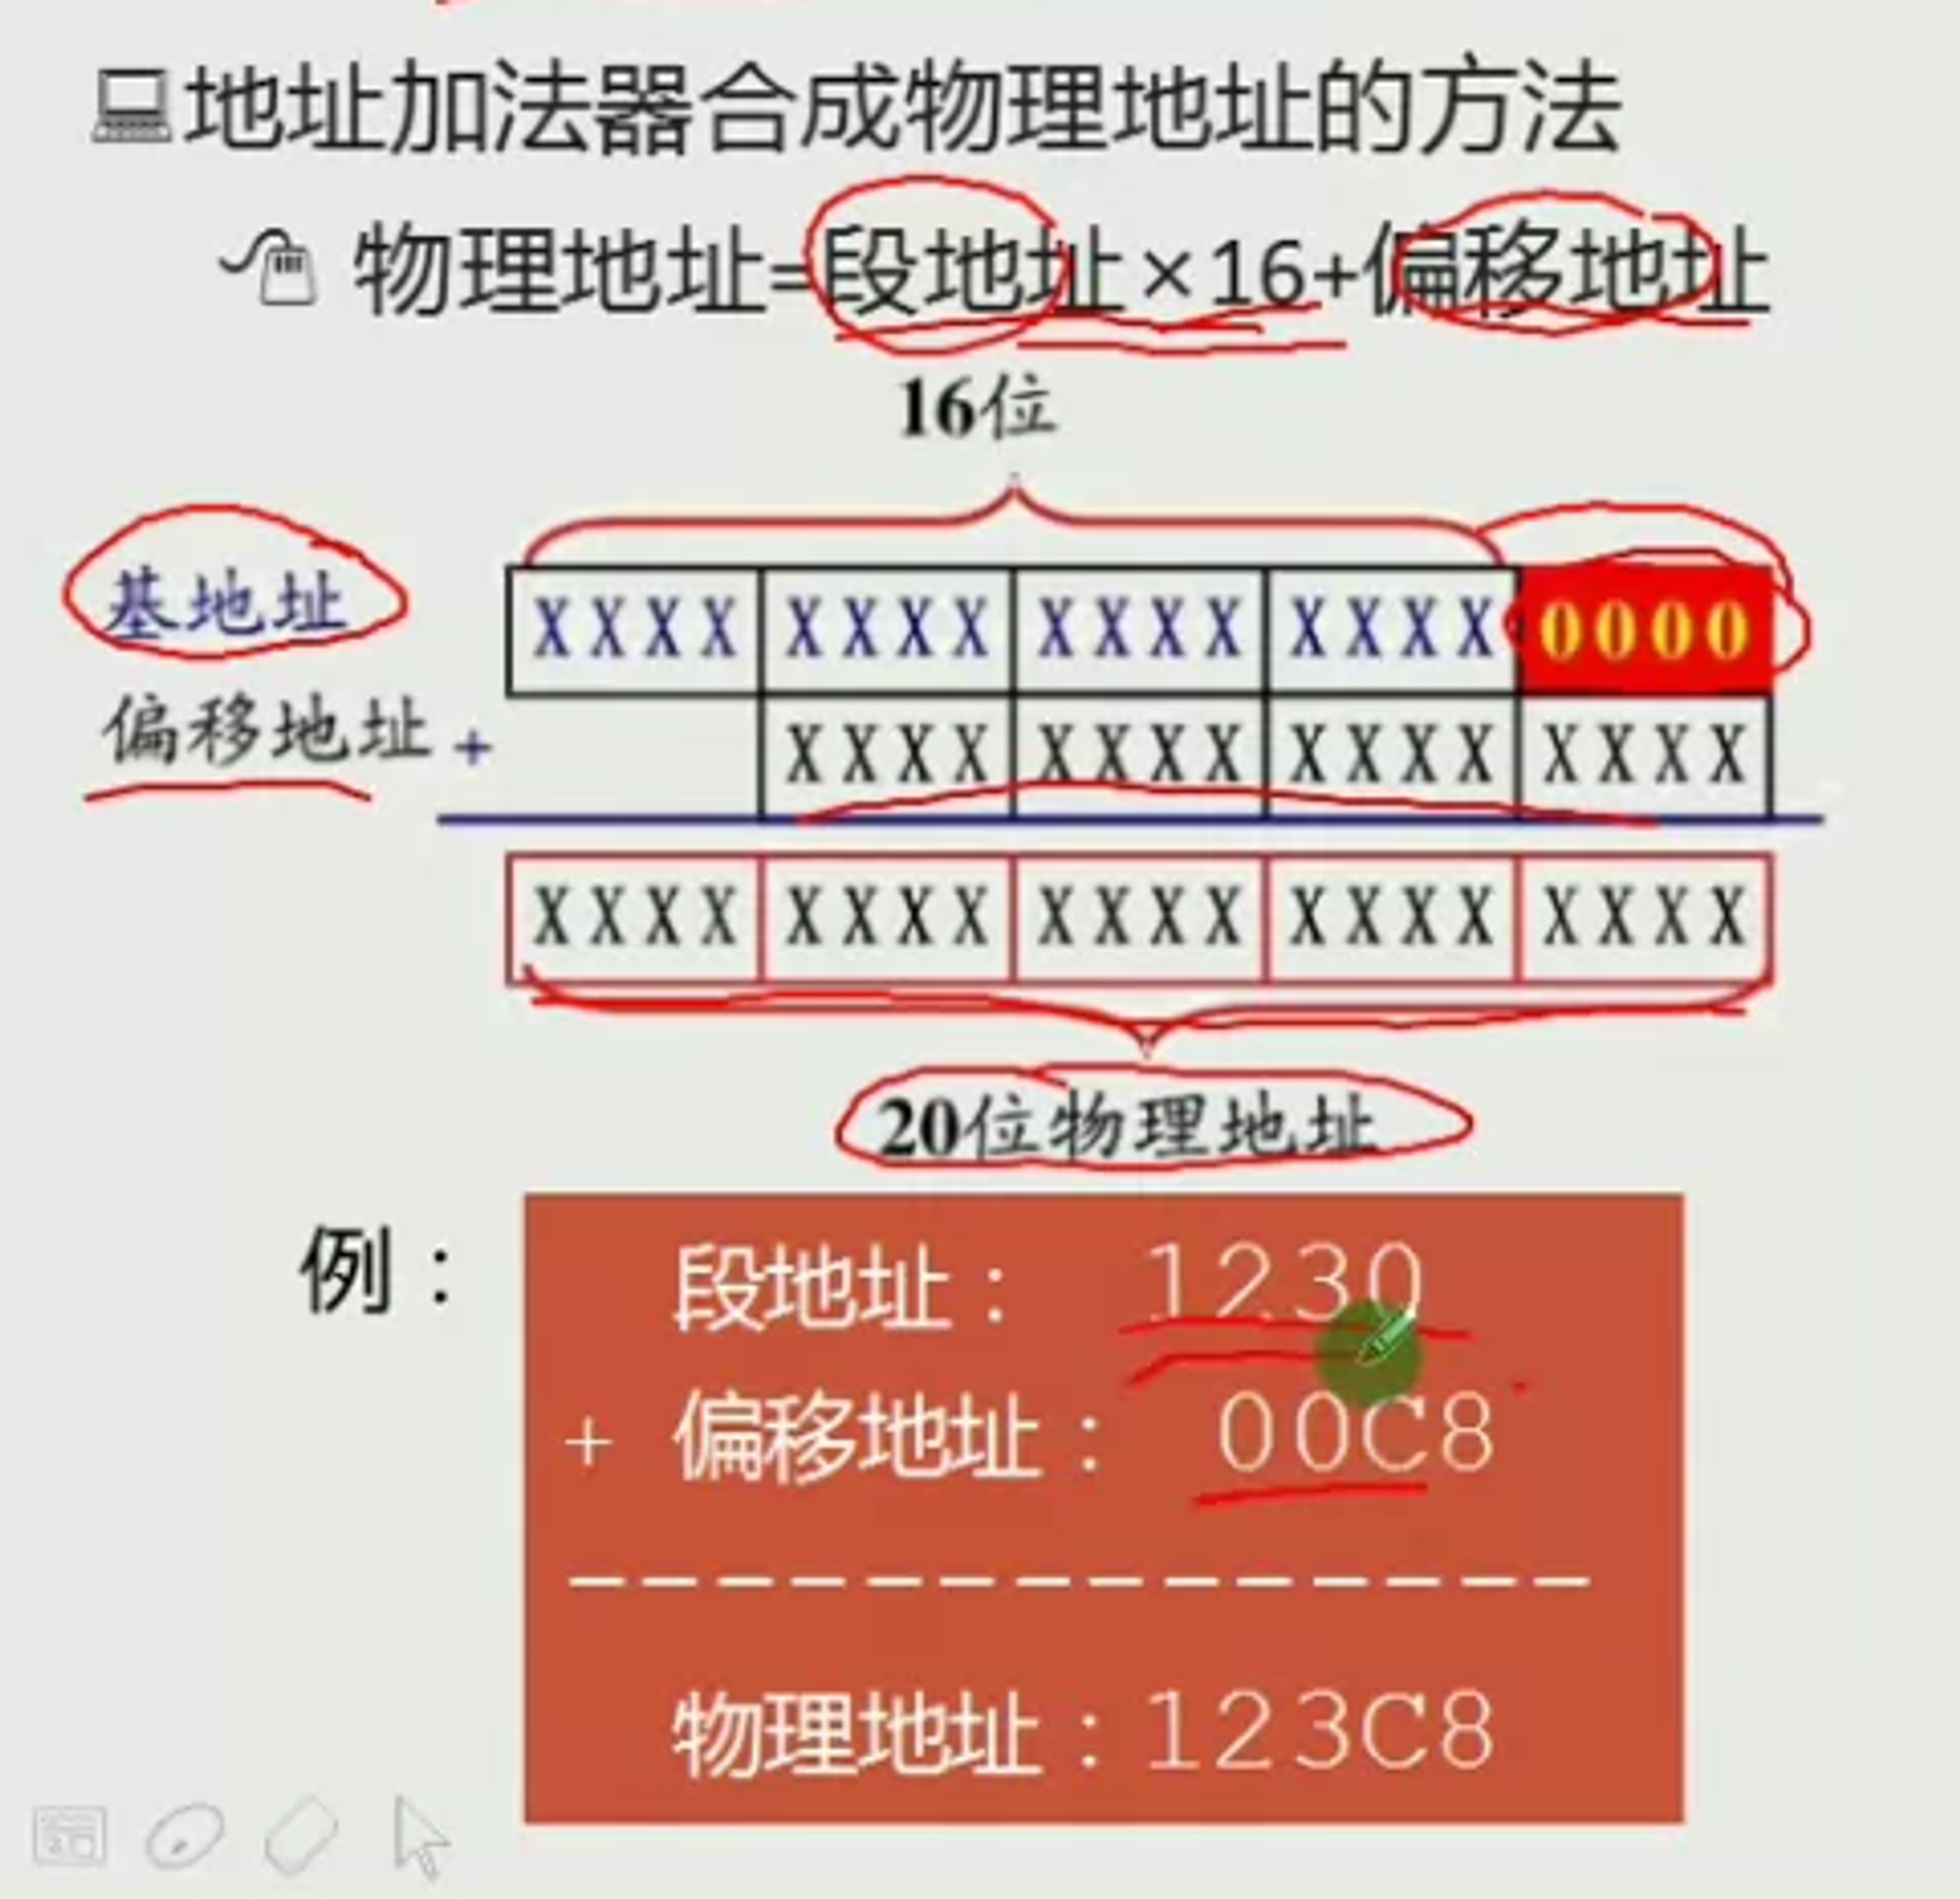 地址加法器合成物理地址的方法
物理地址=段地址×16+偏移地址
16位
基地址 XXXX XXXX XXXX XXXX 0000
偏移地址 + XXXX XXXX XXXX XXXX
XXXX XXXX XXXX XXXX XXXX
20位物理地址
例：
段地址： 1230
+ 偏移地址： 00C8
--------------
物理地址：123C8